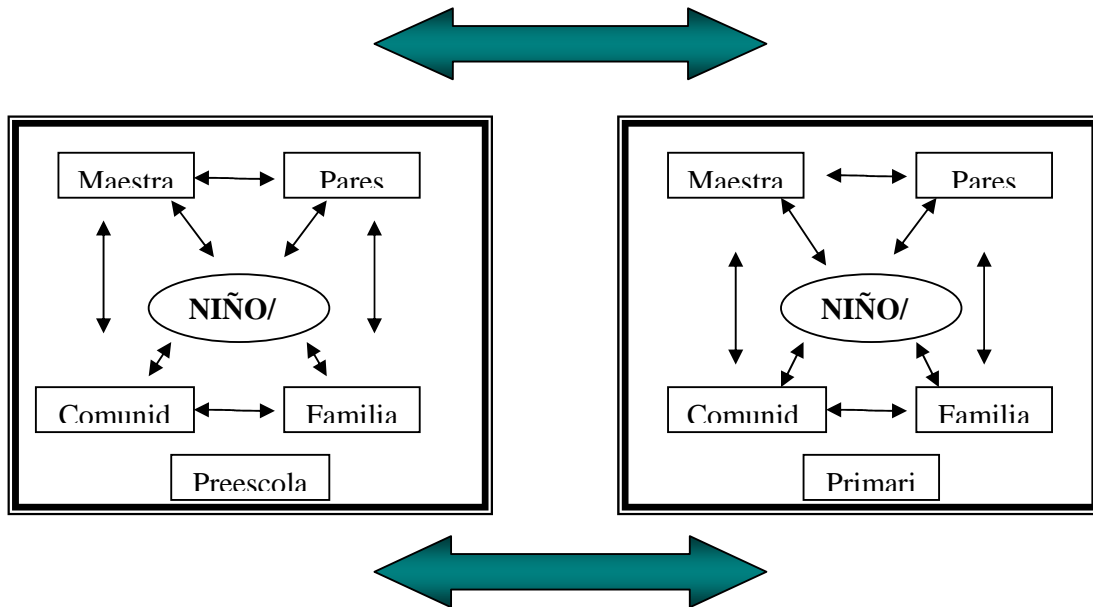 Maestra
Pares
NIÑO/
Comunid
Familia
Preescola
Maestra
Pares
NIÑO/
Comunid
Familia
Primari